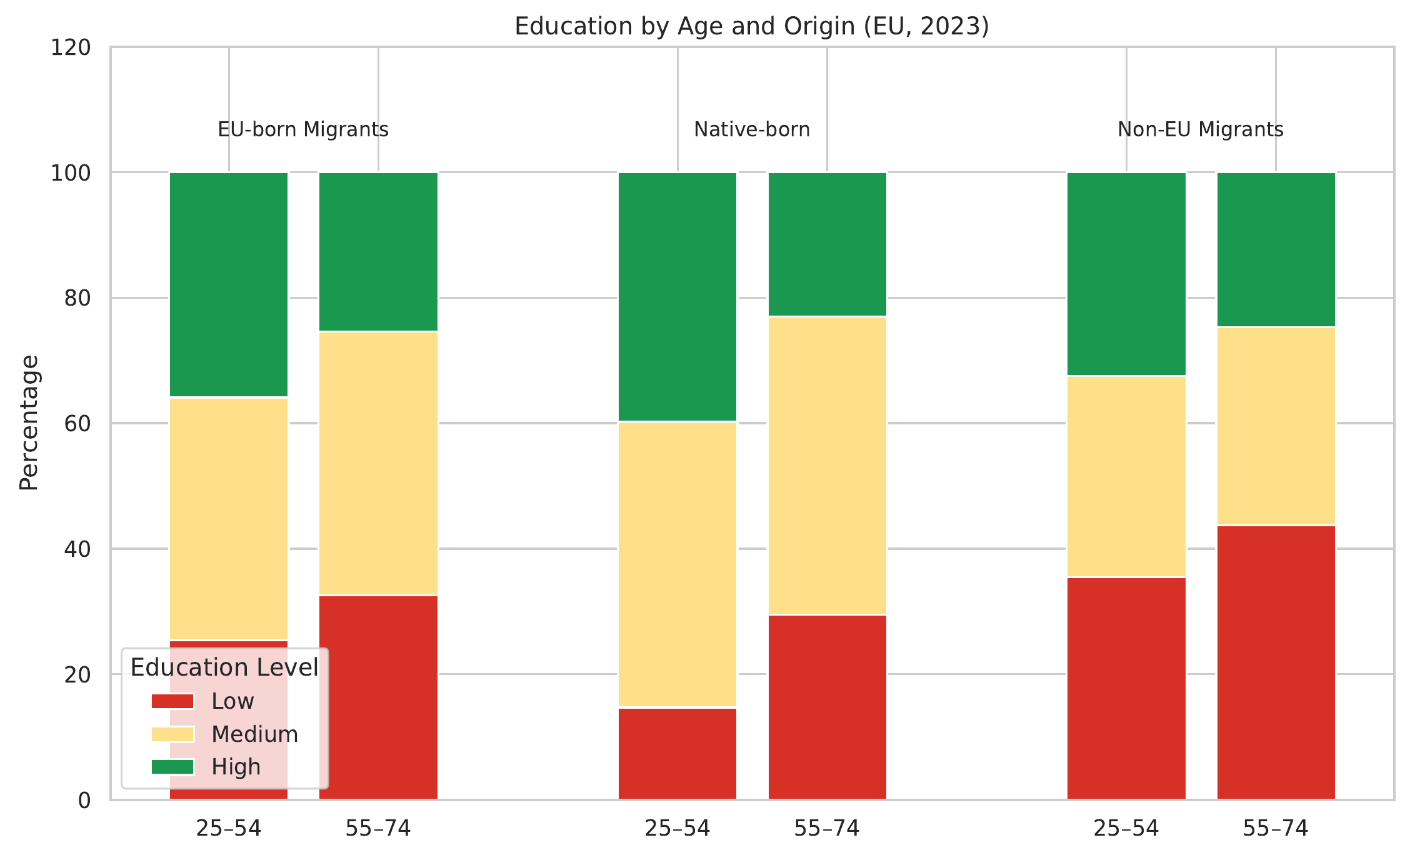 Education by Age and Origin (EU, 2023)
120
100
80
60
40
20
0
Percentage
EU-born Migrants
Native-born
Non-EU Migrants
Education Level
Low
Medium
High
25–54
55–74
25–54
55–74
25–54
55–74